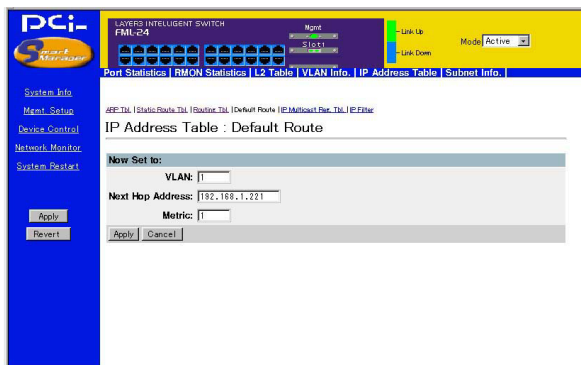 PCi-
Smart
Manager
LAYER3 INTELLIGENT SWITCH
FML-24
Mgmt
Slot1
Link Up
Link Down
Mode Active
Port Statistics | RMON Statistics | L2 Table | VLAN Info. | IP Address Table | Subnet Info. |
System Info
Mgmt. Setup
Device Control
Network Monitor
System Restart
Apply
Revert
ARP Tbl. | Static Route Tbl. | Routing Tbl. | Default Route | IP Multicast Reg. Tbl. | IP Filter
IP Address Table : Default Route
Now Set to:
VLAN: 1
Next Hop Address: 192.168.1.221
Metric: 1
Apply Cancel